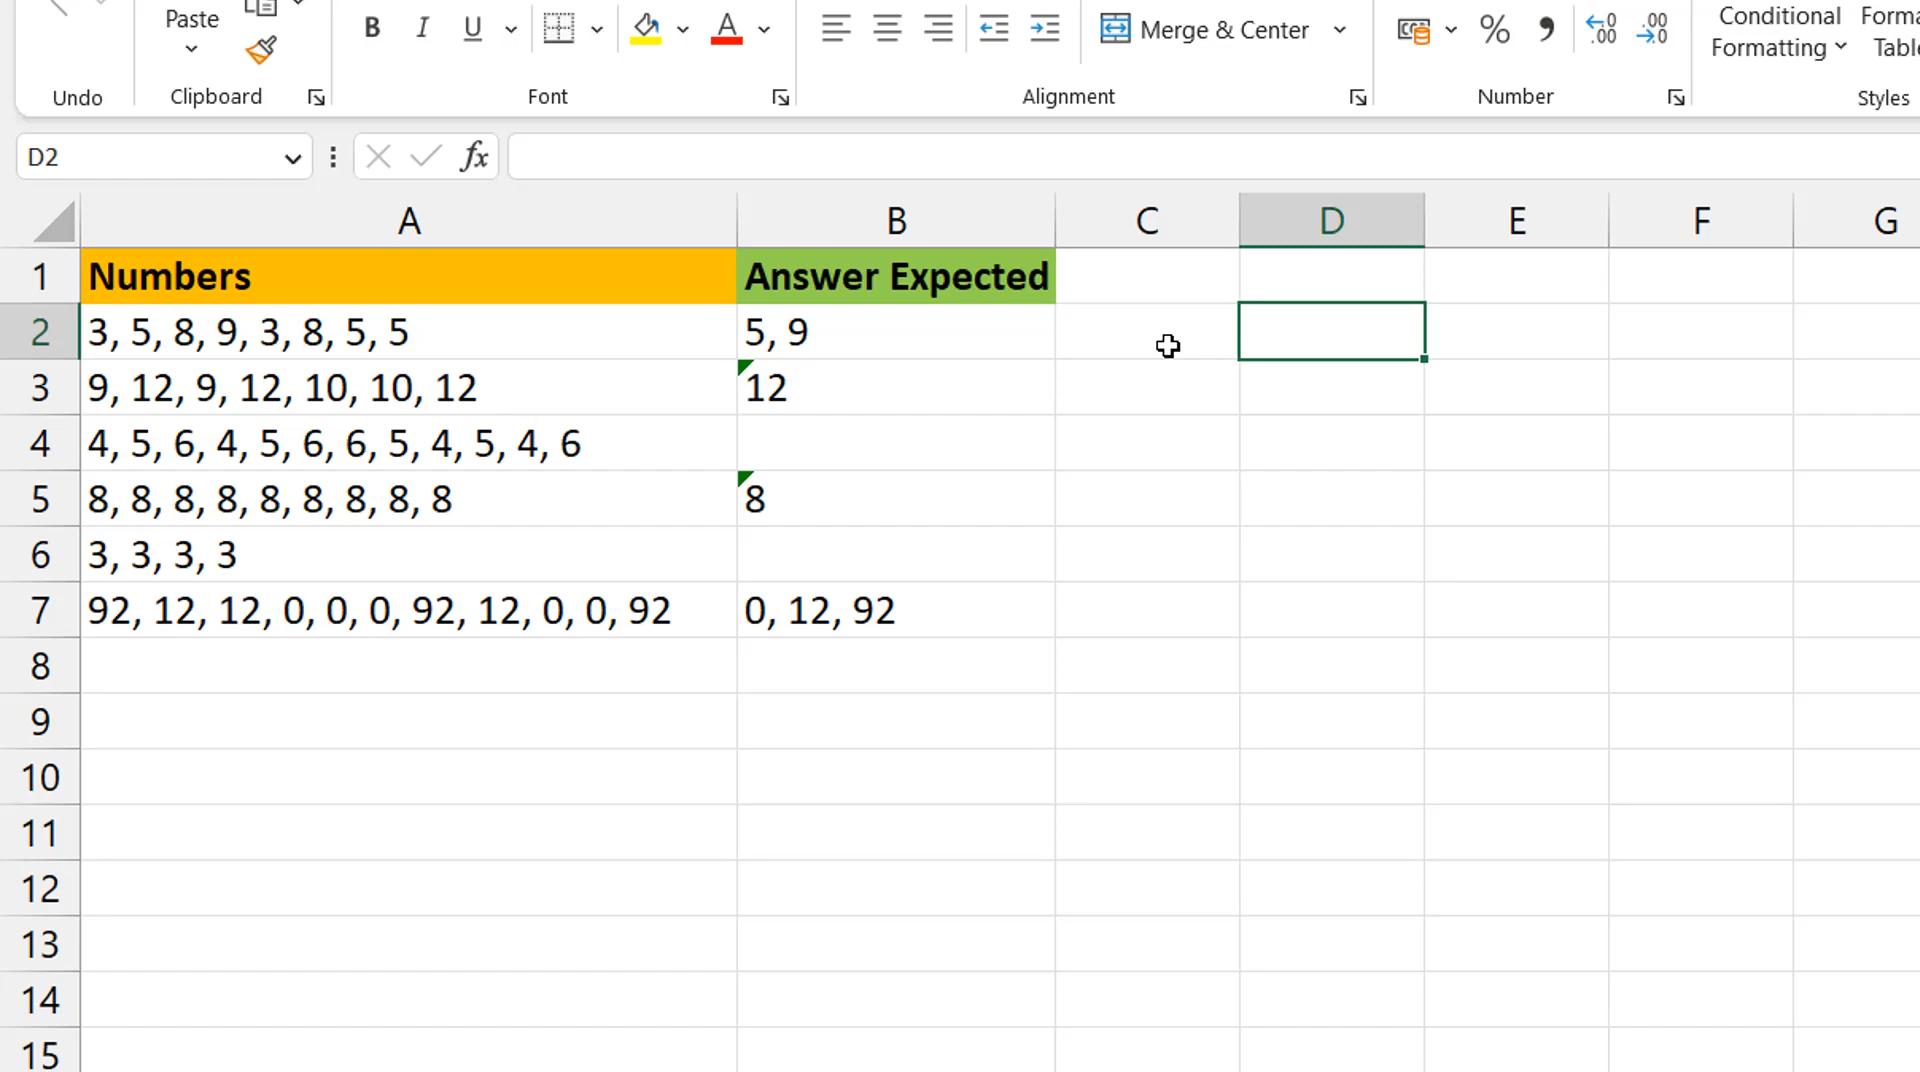 Paste
B I U A
Merge & Center
% 9 .00 .00
Conditional Formatting
Undo Clipboard Font Alignment Number Styles
D2 fx
A B C D E F G
1 Numbers Answer Expected
2 3, 5, 8, 9, 3, 8, 5, 5 5, 9
3 9, 12, 9, 12, 10, 10, 12 12
4 4, 5, 6, 4, 5, 6, 6, 5, 4, 5, 4, 6
5 8, 8, 8, 8, 8, 8, 8, 8, 8 8
6 3, 3, 3, 3
7 92, 12, 12, 0, 0, 0, 92, 12, 0, 0, 92 0, 12, 92
8
9
10
11
12
13
14
15